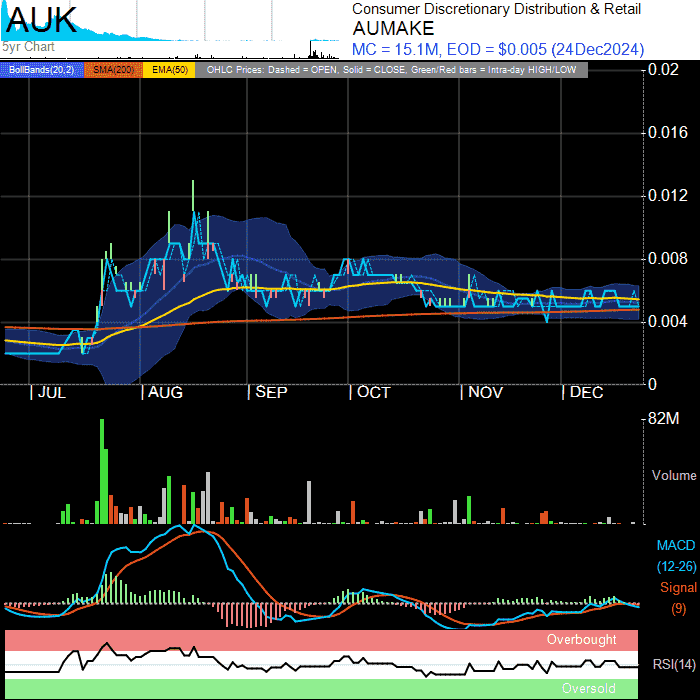 AUK
5yr Chart
Consumer Discretionary Distribution & Retail
AUMAKE
MC = 15.1M, EOD = $0.005 (24Dec2024)
BollBands(20,2) SMA(200) EMA(50) OHLC Prices: Dashed = OPEN, Solid = CLOSE, Green/Red bars = Intra-day HIGH/LOW
0.02
0.016
0.012
0.008
0.004
0
| JUL | AUG | SEP | OCT | NOV | DEC
82M
Volume
MACD
(12-26)
Signal
(9)
Overbought
RSI(14)
Oversold